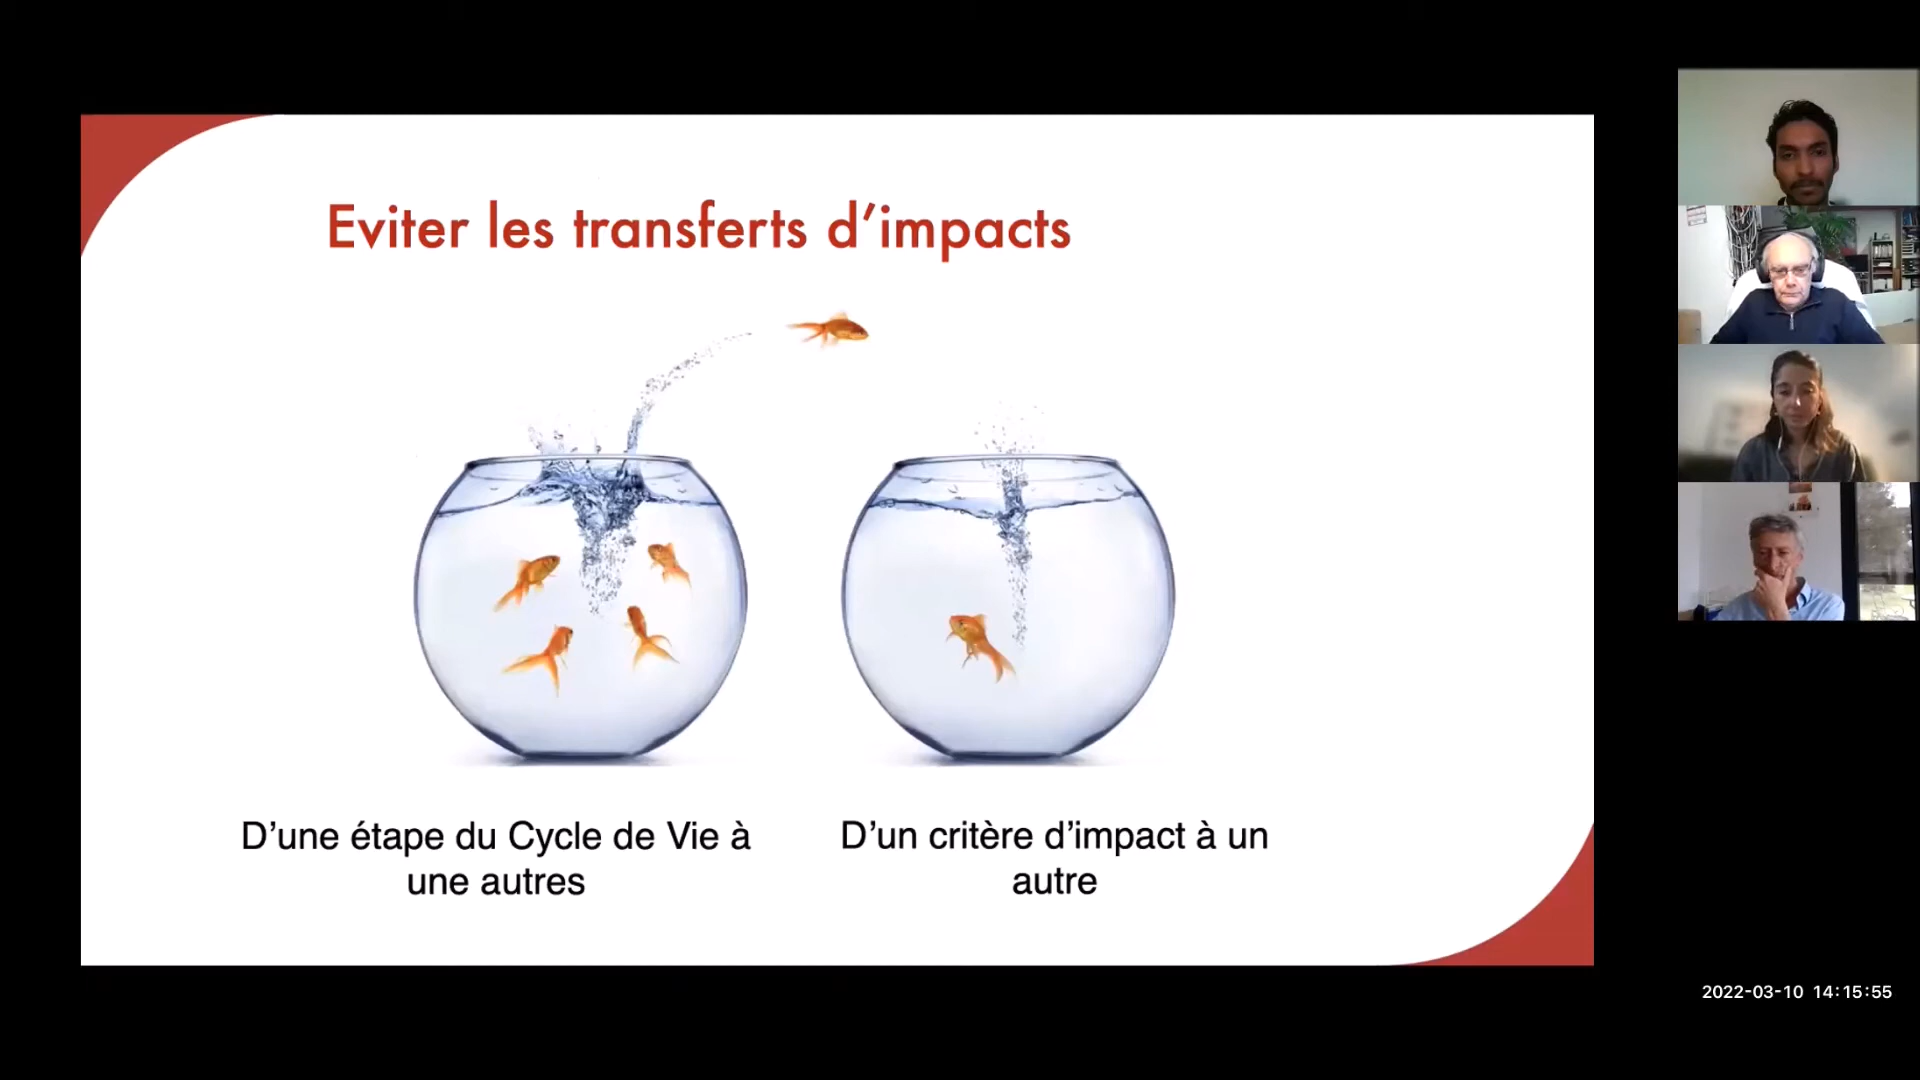 Eviter les transferts d’impacts
D’une étape du Cycle de Vie à
une autres
D’un critère d’impact à un
autre
2022-03-10 14:15:55